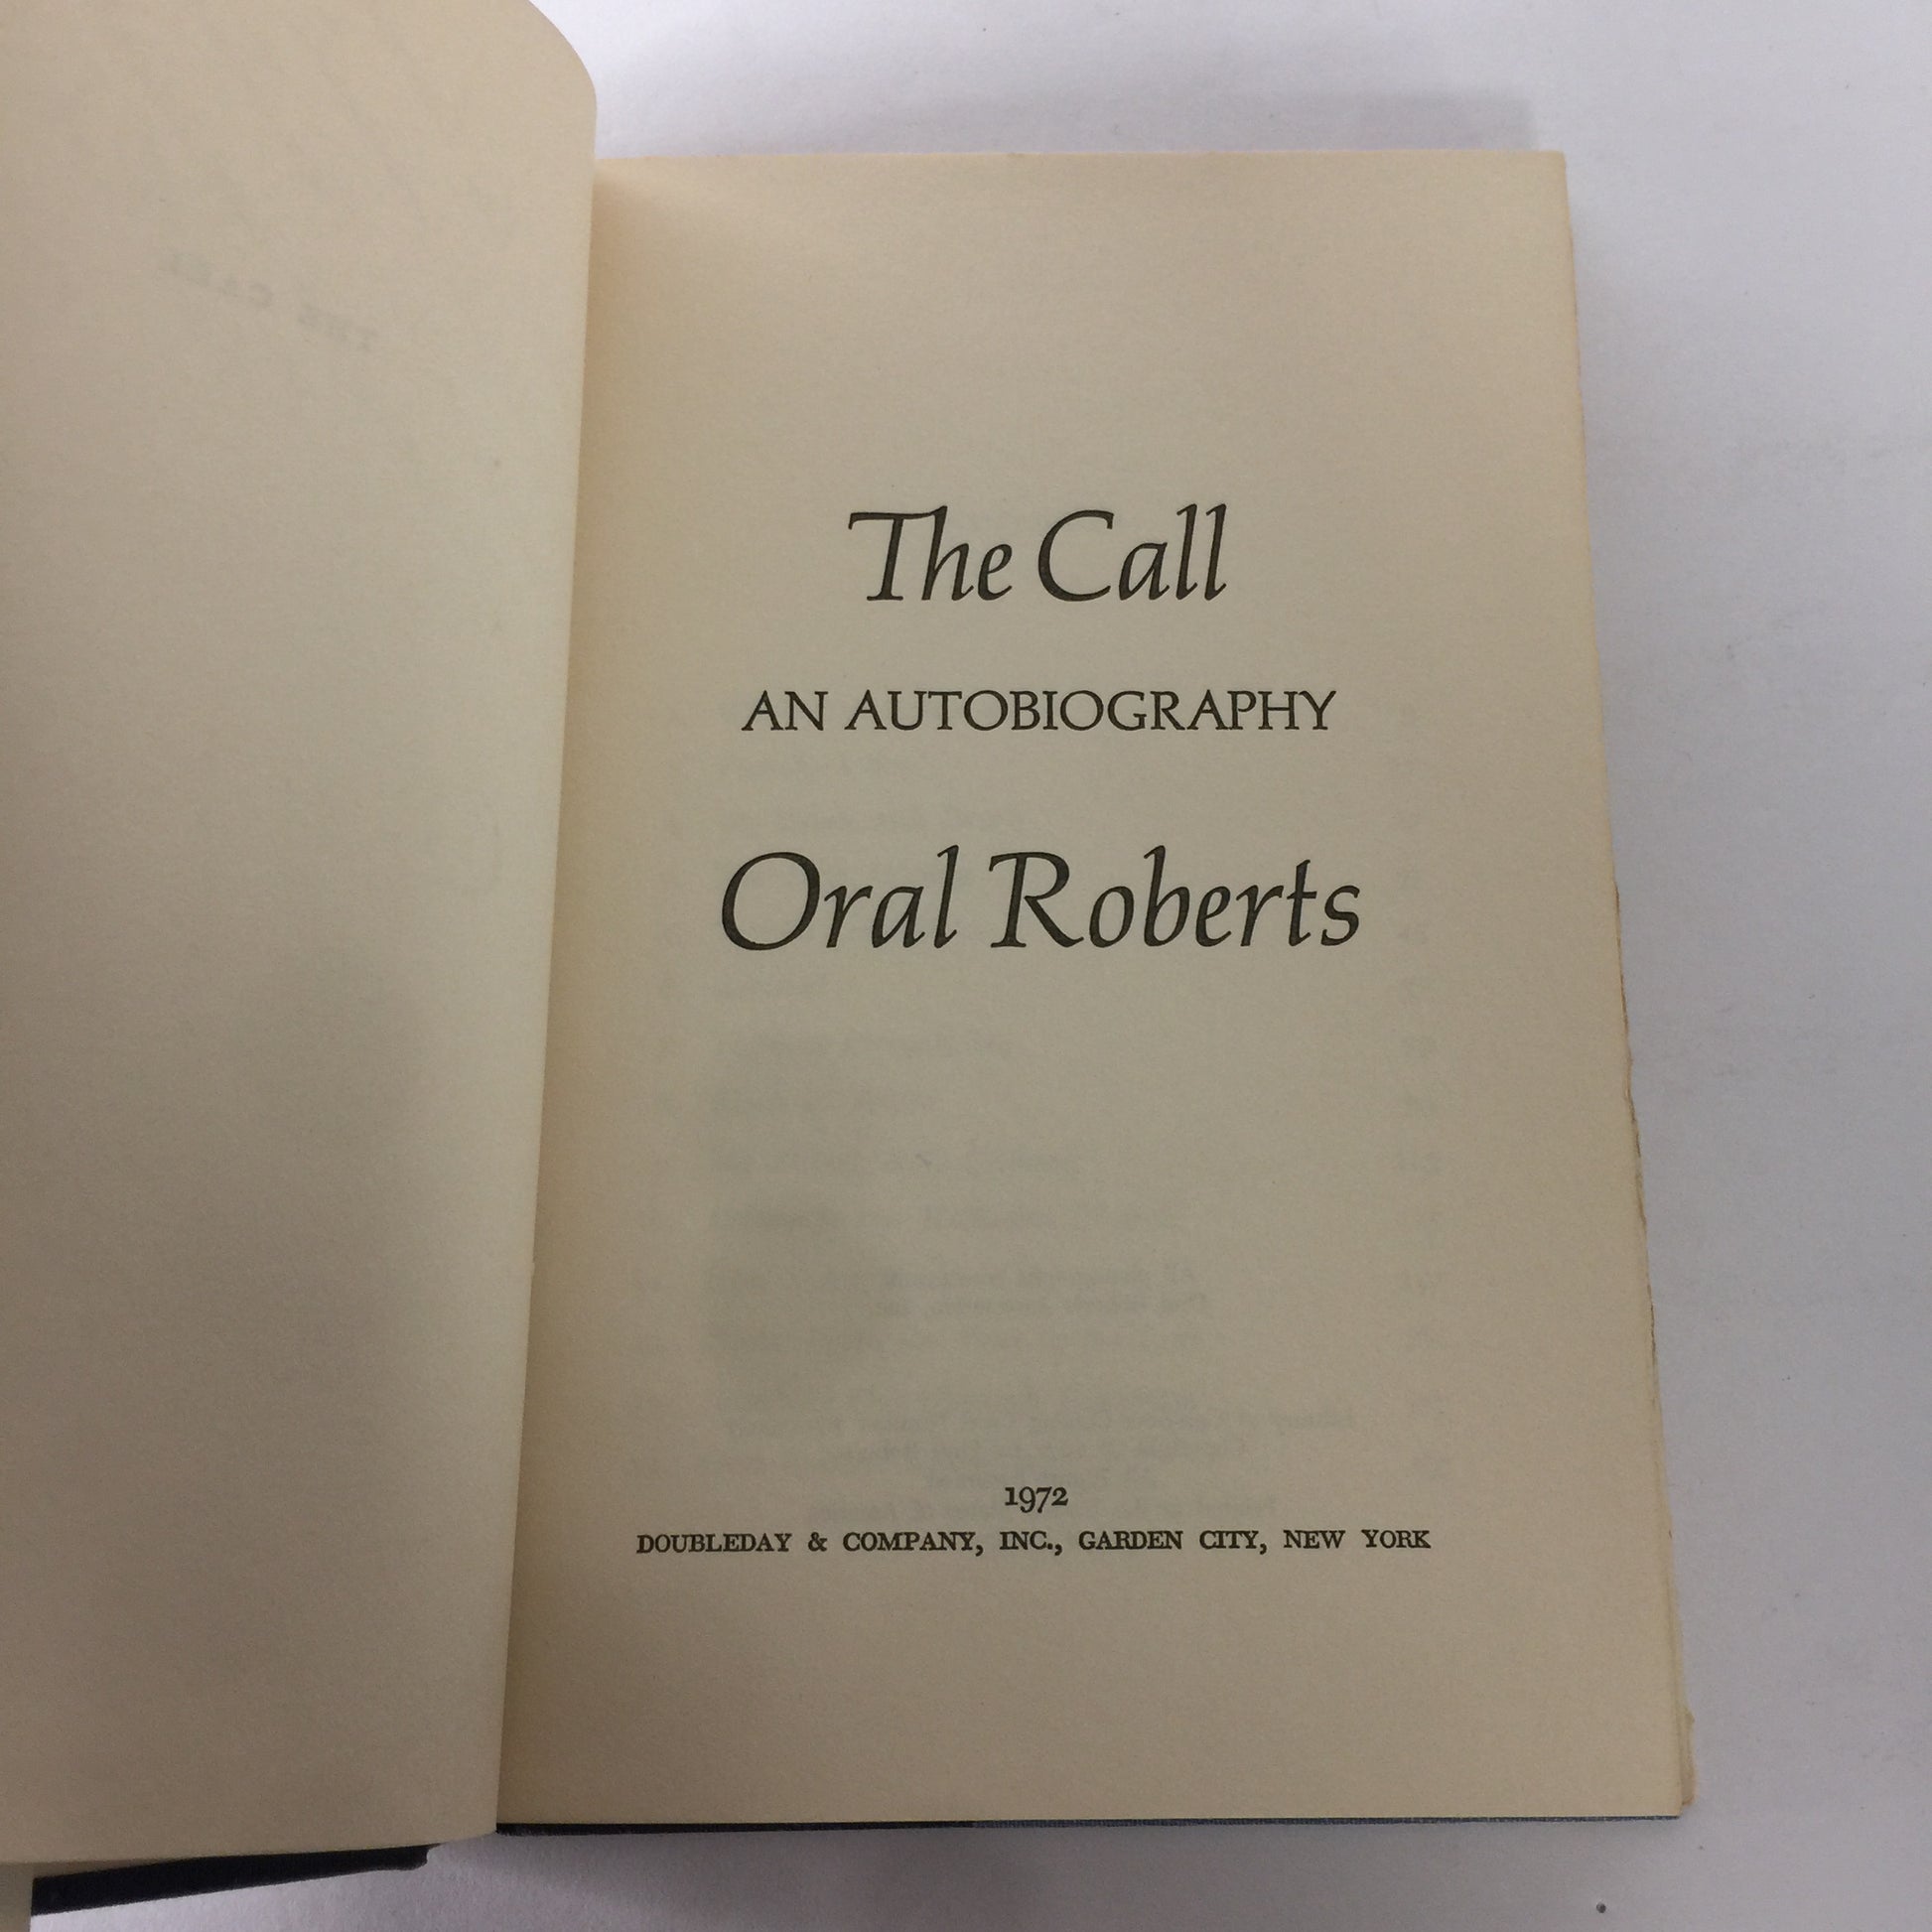 The Call
AN AUTOBIOGRAPHY
Oral Roberts
1972
DOUBLEDAY & COMPANY, INC., GARDEN CITY, NEW YORK